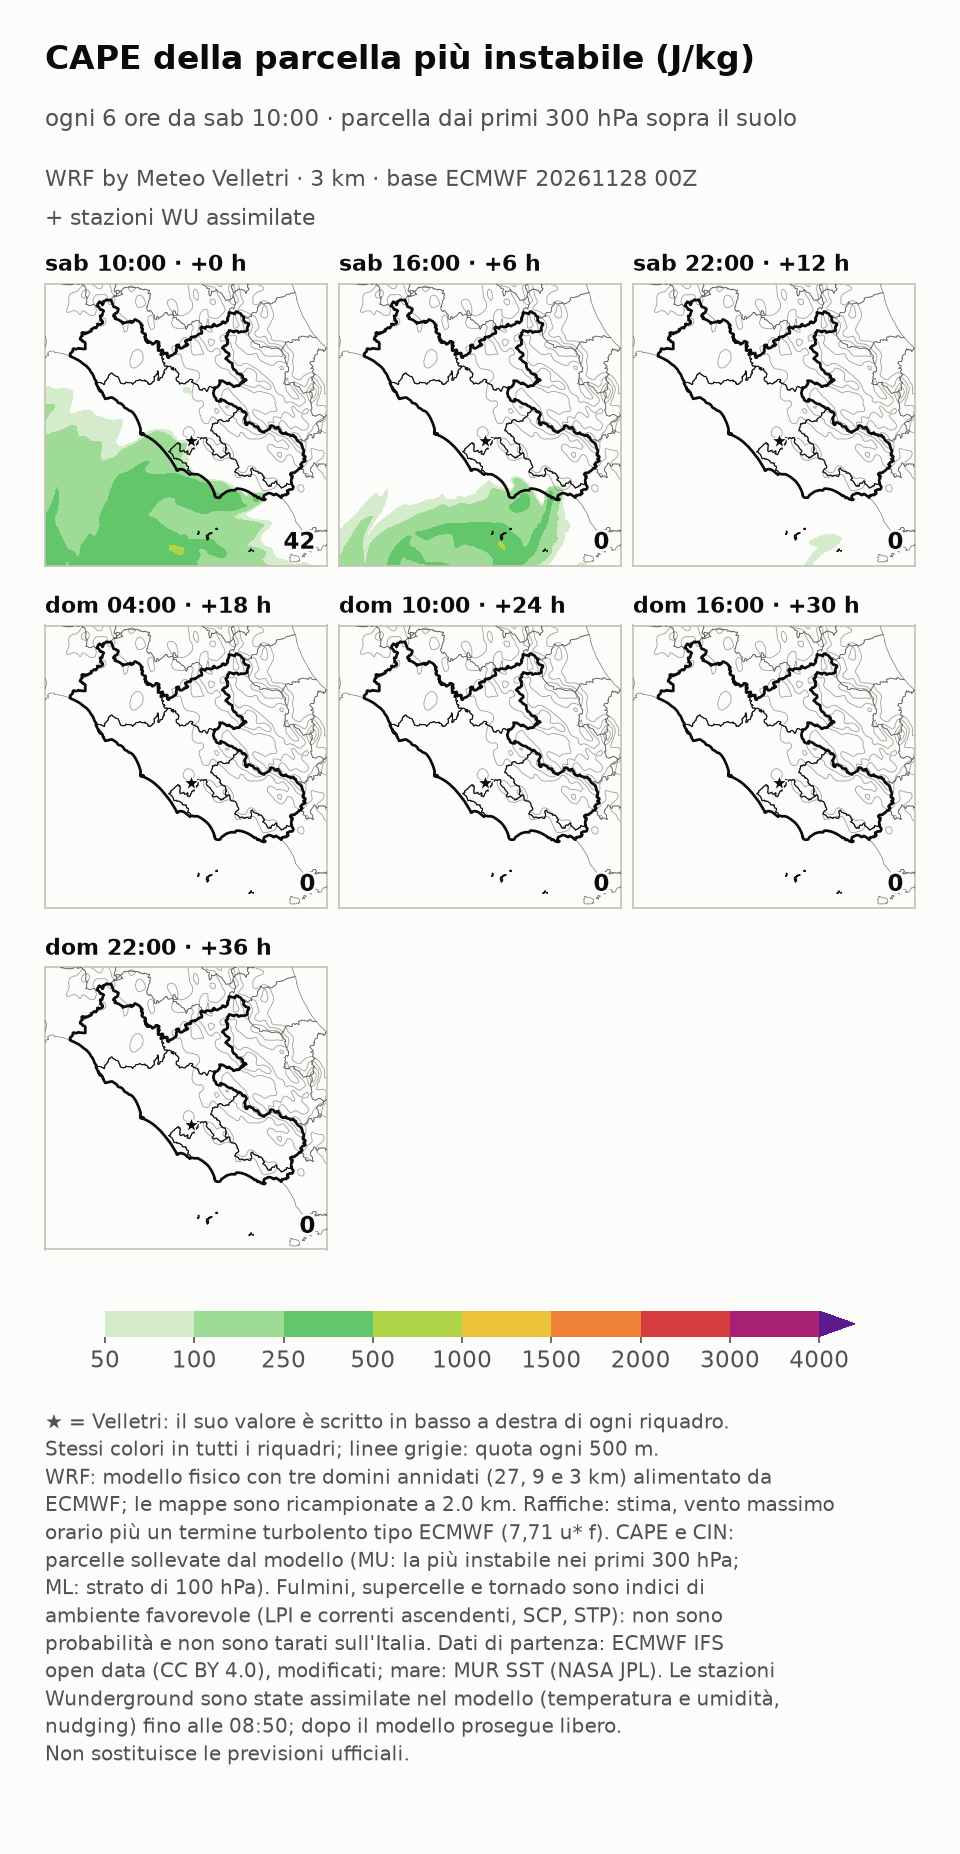 CAPE della parcella più instabile (J/kg)
ogni 6 ore da sab 10:00 · parcella dai primi 300 hPa sopra il suolo
WRF by Meteo Velletri · 3 km · base ECMWF 20261128 00Z
+ stazioni WU assimilate
sab 10:00 · +0 h
sab 16:00 · +6 h
sab 22:00 · +12 h
42
0
0
dom 04:00 · +18 h
dom 10:00 · +24 h
dom 16:00 · +30 h
0
0
0
dom 22:00 · +36 h
0
50 100 250 500 1000 1500 2000 3000 4000
★ = Velletri: il suo valore è scritto in basso a destra di ogni riquadro.
Stessi colori in tutti i riquadri; linee grigie: quota ogni 500 m.
WRF: modello fisico con tre domini annidati (27, 9 e 3 km) alimentato da
ECMWF; le mappe sono ricampionate a 2.0 km. Raffiche: stima, vento massimo
orario più un termine turbolento tipo ECMWF (7,71 u* f). CAPE e CIN:
parcelle sollevate dal modello (MU: la più instabile nei primi 300 hPa;
ML: strato di 100 hPa). Fulmini, supercelle e tornado sono indici di
ambiente favorevole (LPI e correnti ascendenti, SCP, STP): non sono
probabilità e non sono tarati sull'Italia. Dati di partenza: ECMWF IFS
open data (CC BY 4.0), modificati; mare: MUR SST (NASA JPL). Le stazioni
Wunderground sono state assimilate nel modello (temperatura e umidità,
nudging) fino alle 08:50; dopo il modello prosegue libero.
Non sostituisce le previsioni ufficiali.